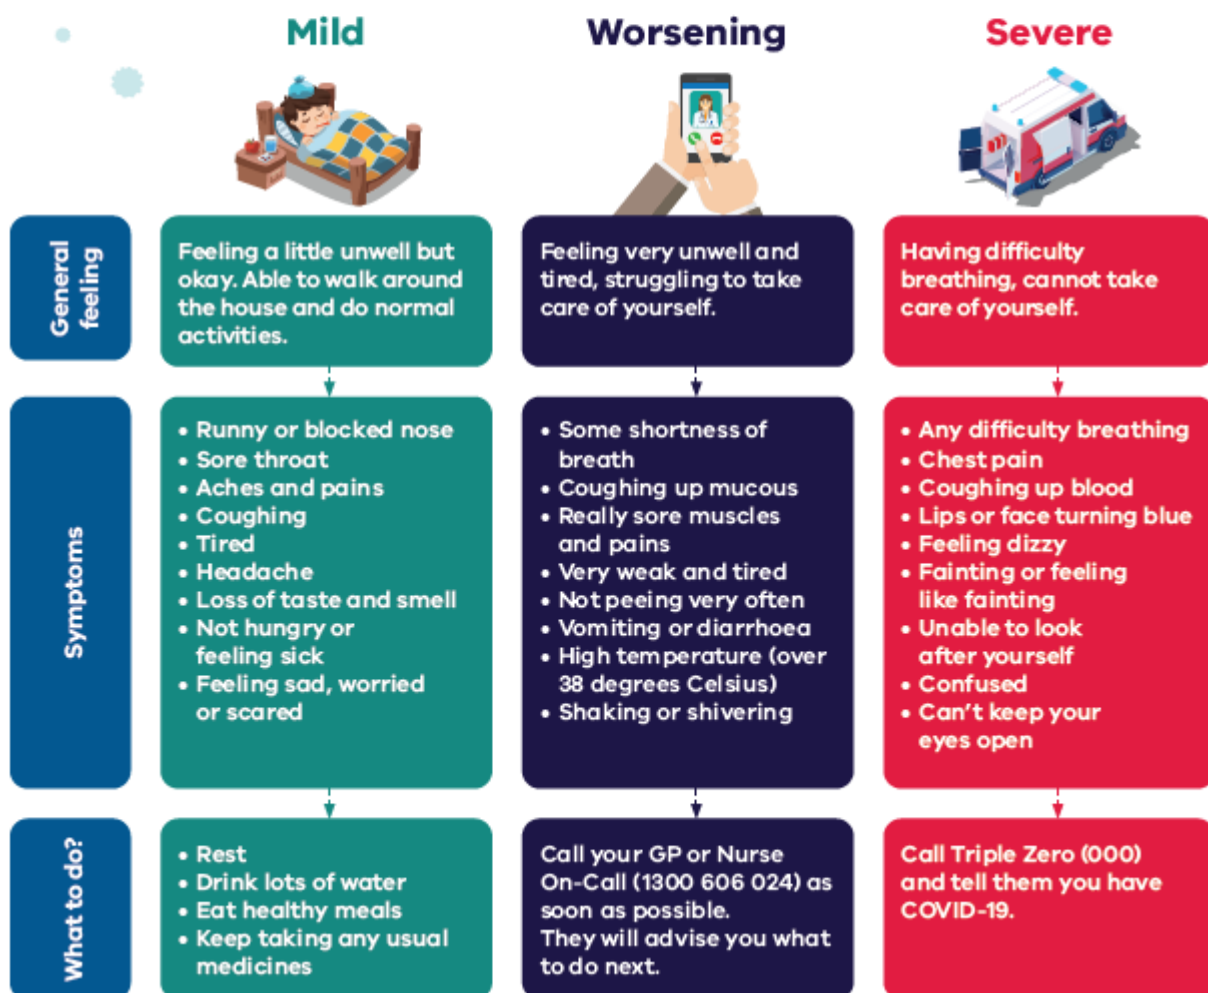 Mild
Worsening
Severe
General
feeling
Feeling a little unwell but
okay. Able to walk around
the house and do normal
activities.
Feeling very unwell and
tired, struggling to take
care of yourself.
Having difficulty
breathing, cannot take
care of yourself.
Symptoms
• Runny or blocked nose
• Sore throat
• Aches and pains
• Coughing
• Tired
• Headache
• Loss of taste and smell
• Not hungry or
feeling sick
• Feeling sad, worried
or scared
• Some shortness of
breath
• Coughing up mucous
• Really sore muscles
and pains
• Very weak and tired
• Not peeing very often
• Vomiting or diarrhoea
• High temperature (over
38 degrees Celsius)
• Shaking or shivering
• Any difficulty breathing
• Chest pain
• Coughing up blood
• Lips or face turning blue
• Feeling dizzy
• Fainting or feeling
like fainting
• Unable to look
after yourself
• Confused
• Can't keep your
eyes open
What to do?
• Rest
• Drink lots of water
• Eat healthy meals
• Keep taking any usual
medicines
Call your GP or Nurse
On-Call (1300 606 024) as
soon as possible.
They will advise you what
to do next.
Call Triple Zero (000)
and tell them you have
COVID-19.